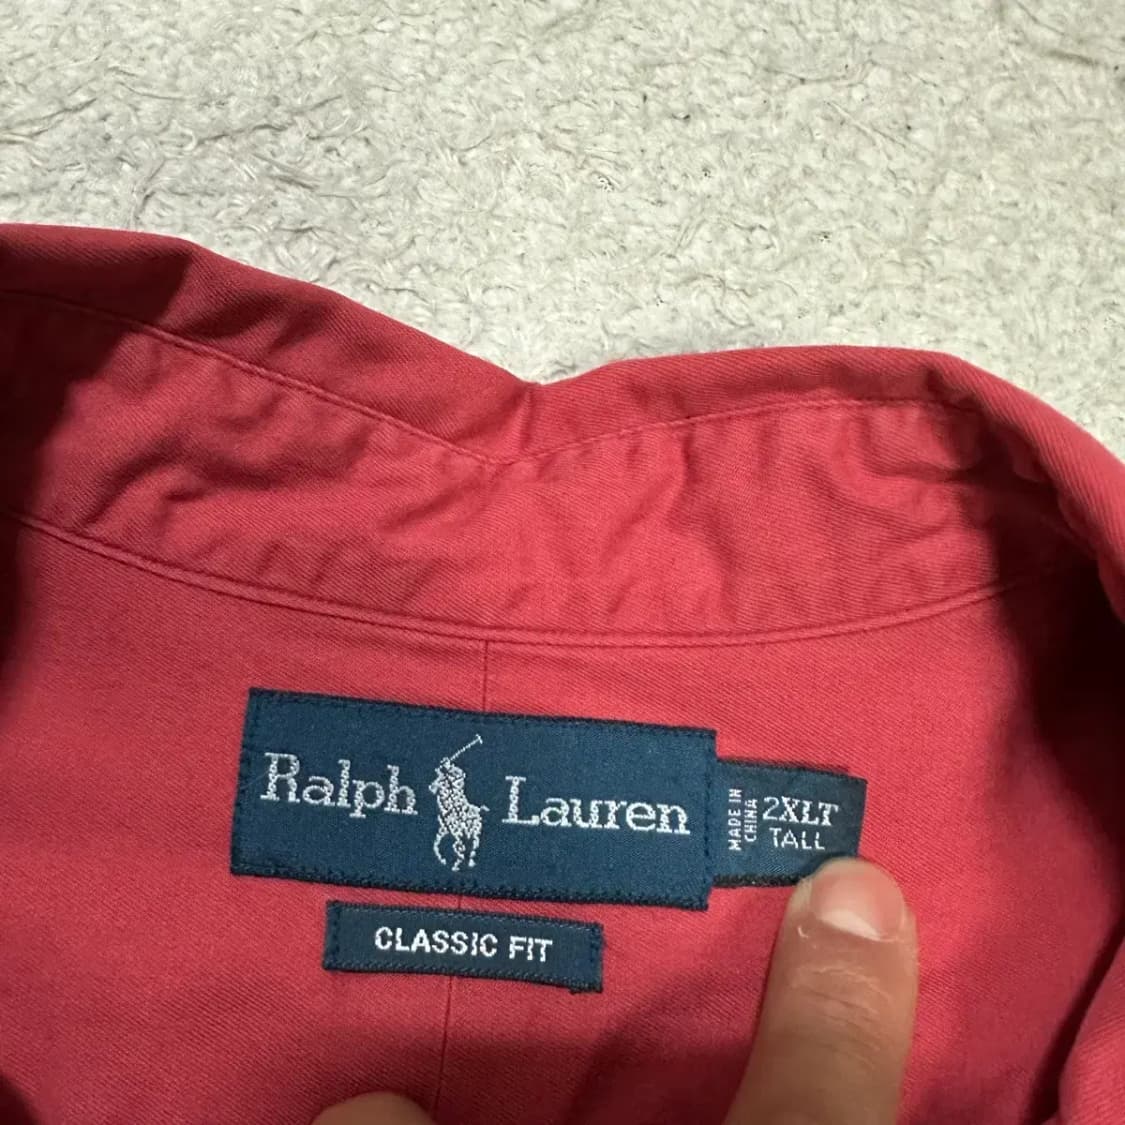 Ralph Lauren
MADE IN
CHINA
2XLT
TALL
CLASSIC FIT